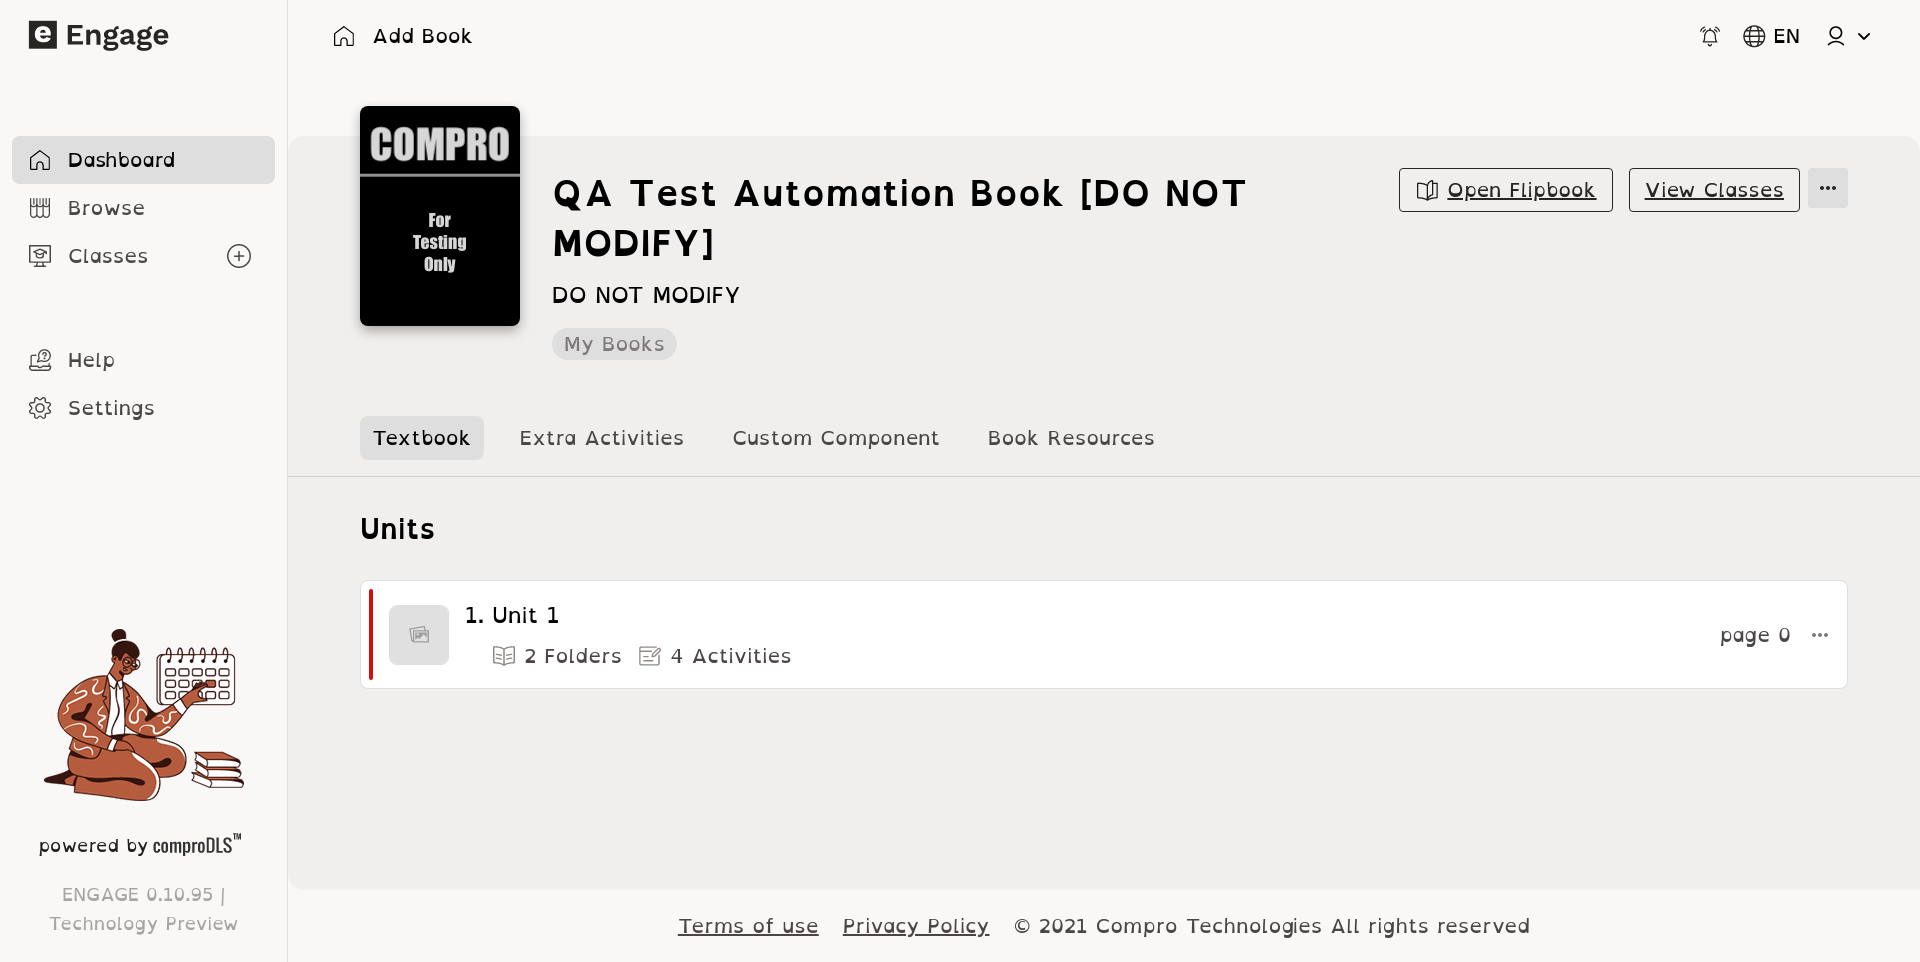 e Engage
Add Book
EN
Dashboard
Browse
Classes
Help
Settings
powered by comproDLS™
ENGAGE 0.10.95 |
Technology Preview
COMPRO
For
Testing
Only
QA Test Automation Book [DO NOT
MODIFY]
DO NOT MODIFY
My Books
Open Flipbook
View Classes
Textbook
Extra Activities
Custom Component
Book Resources
Units
1. Unit 1
2 Folders
4 Activities
page 0
Terms of use
Privacy Policy
© 2021 Compro Technologies All rights reserved